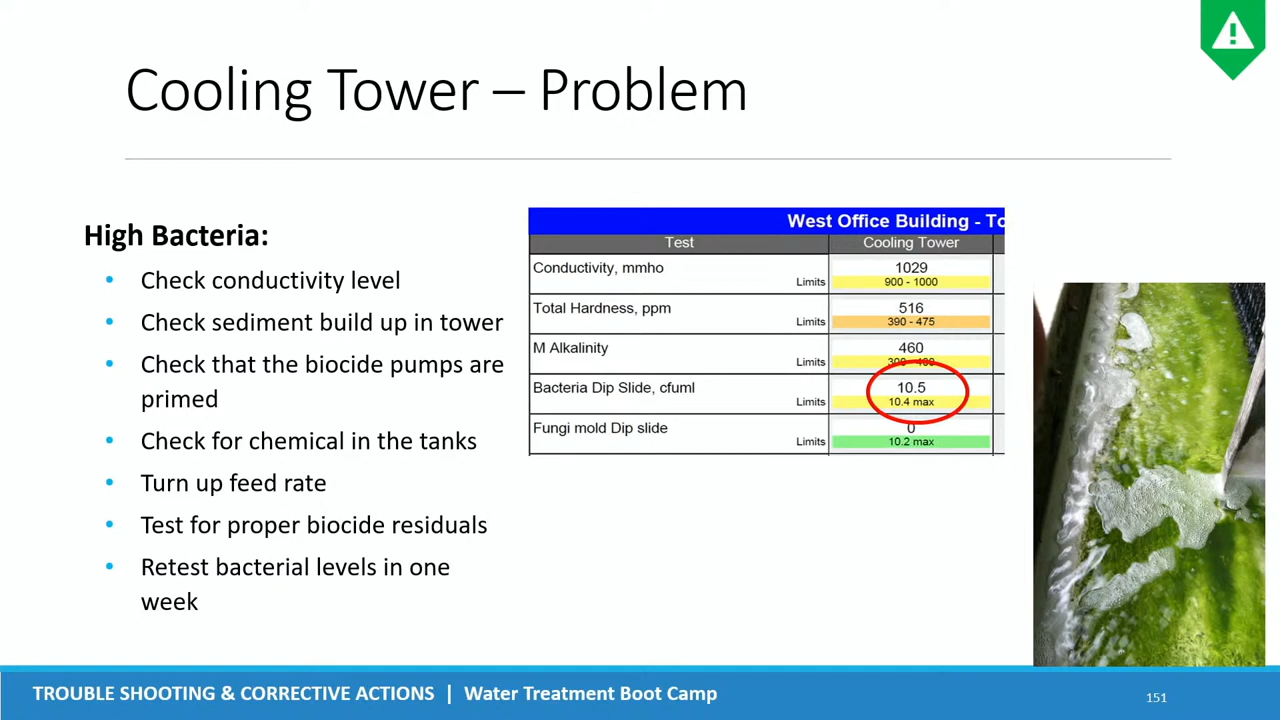 Cooling Tower – Problem
High Bacteria:
• Check conductivity level
• Check sediment build up in tower
• Check that the biocide pumps are
primed
• Check for chemical in the tanks
• Turn up feed rate
• Test for proper biocide residuals
• Retest bacterial levels in one
week
West Office Building - To
Test Cooling Tower
Conductivity, mmho 1029
Limits 900 - 1000
Total Hardness, ppm 516
Limits 390 - 475
M Alkalinity 460
Limits
Bacteria Dip Slide, cfuml 10.5
Limits 10.4 max
Fungi mold Dip slide 0
Limits 10.2 max
TROUBLE SHOOTING & CORRECTIVE ACTIONS | Water Treatment Boot Camp
151